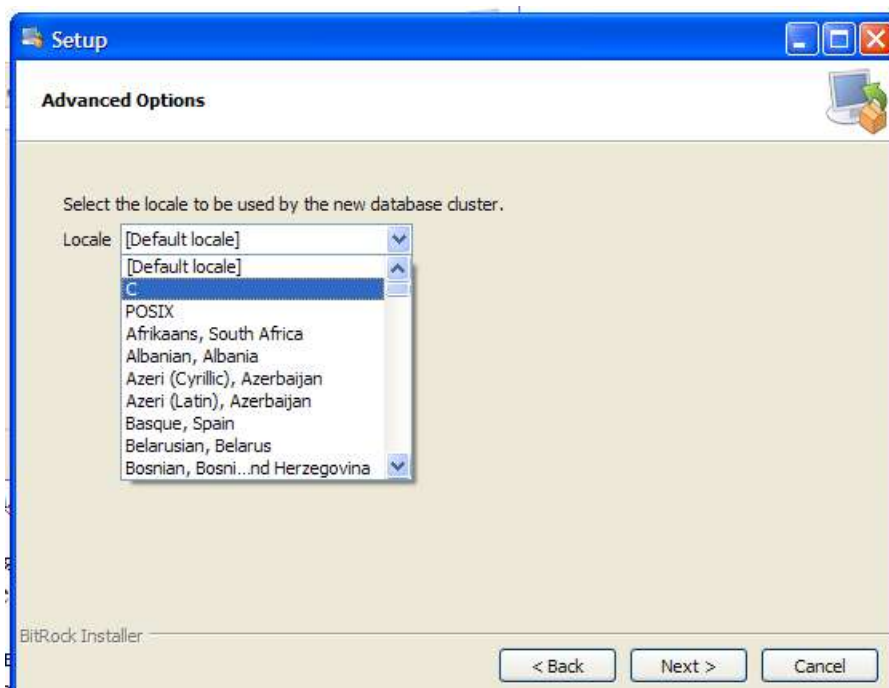 Setup
Advanced Options
Select the locale to be used by the new database cluster.
Locale [Default locale]
[Default locale]
C
POSIX
Afrikaans, South Africa
Albanian, Albania
Azeri (Cyrillic), Azerbaijan
Azeri (Latin), Azerbaijan
Basque, Spain
Belarusian, Belarus
Bosnian, Bosni...nd Herzegovina
BitRock Installer
< Back Next > Cancel